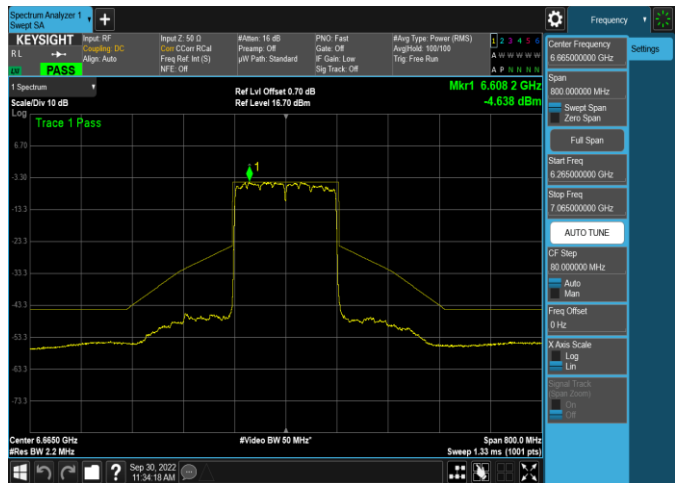 Spectrum Analyzer 1
Swept SA
+
Frequency
KEYSIGHT
RL
LXI
PASS
Input: RF
Coupling: DC
Align: Auto
Input Z: 50 Ω
Corr CCorr RCal
Freq Ref: Int (S)
NFE: Off
#Atten: 16 dB
Preamp: Off
µW Path: Standard
PNO: Fast
Gate: Off
IF Gain: Low
Sig Track: Off
#Avg Type: Power (RMS)
Avg|Hold: 100/100
Trig: Free Run
1 2 3 4 5 6
A W W W W W
A P N N N N
1 Spectrum
Scale/Div 10 dB
Ref Lvl Offset 0.70 dB
Ref Level 16.70 dBm
Mkr1 6.608 2 GHz
-4.638 dBm
Log
Trace 1 Pass
6.70
-3.30
-13.3
-23.3
-33.3
-43.3
-53.3
-63.3
-73.3
1
Center 6.6650 GHz
#Res BW 2.2 MHz
#Video BW 50 MHz*
Span 800.0 MHz
Sweep 1.33 ms (1001 pts)
Sep 30, 2022
11:34:18 AM
?
Center Frequency
6.665000000 GHz
Span
800.000000 MHz
Swept Span
Zero Span
Full Span
Start Freq
6.265000000 GHz
Stop Freq
7.065000000 GHz
AUTO TUNE
CF Step
80.000000 MHz
Auto
Man
Freq Offset
0 Hz
X Axis Scale
Log
Lin
Signal Track
(Span Zoom)
On
Off
Settings